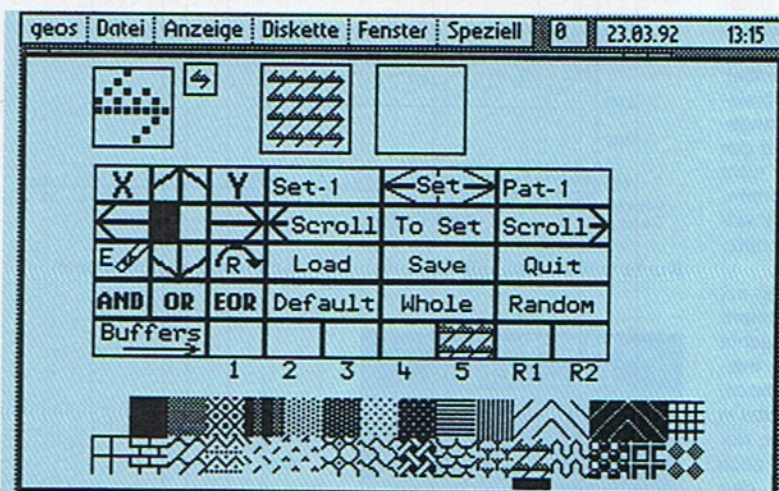 geos Datei Anzeige Diskette Fenster Speziell 0 23.03.92 13:15
X Y Set-1 Set Pat-1
Scroll To Set Scroll
E R Load Save Quit
AND OR EOR Default Whole Random
Buffers
1 2 3 4 5 R1 R2